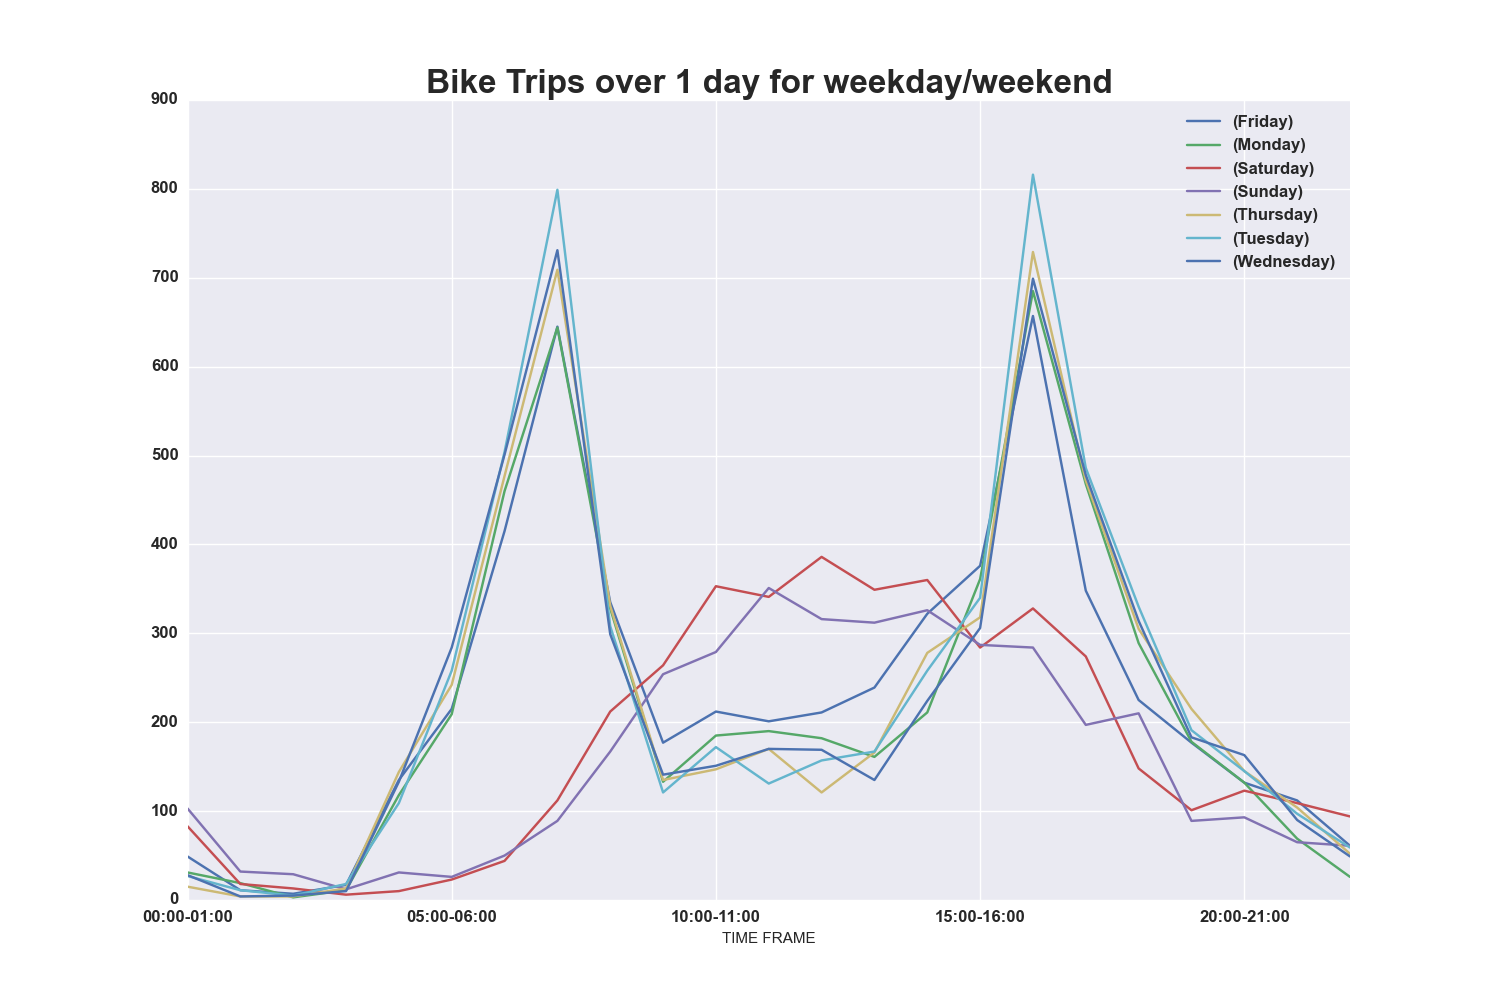 Bike Trips over 1 day for weekday/weekend
900
800
700
600
500
400
300
200
100
0
(Friday)
(Monday)
(Saturday)
(Sunday)
(Thursday)
(Tuesday)
(Wednesday)
00:00-01:00 05:00-06:00 10:00-11:00 15:00-16:00 20:00-21:00
TIME FRAME